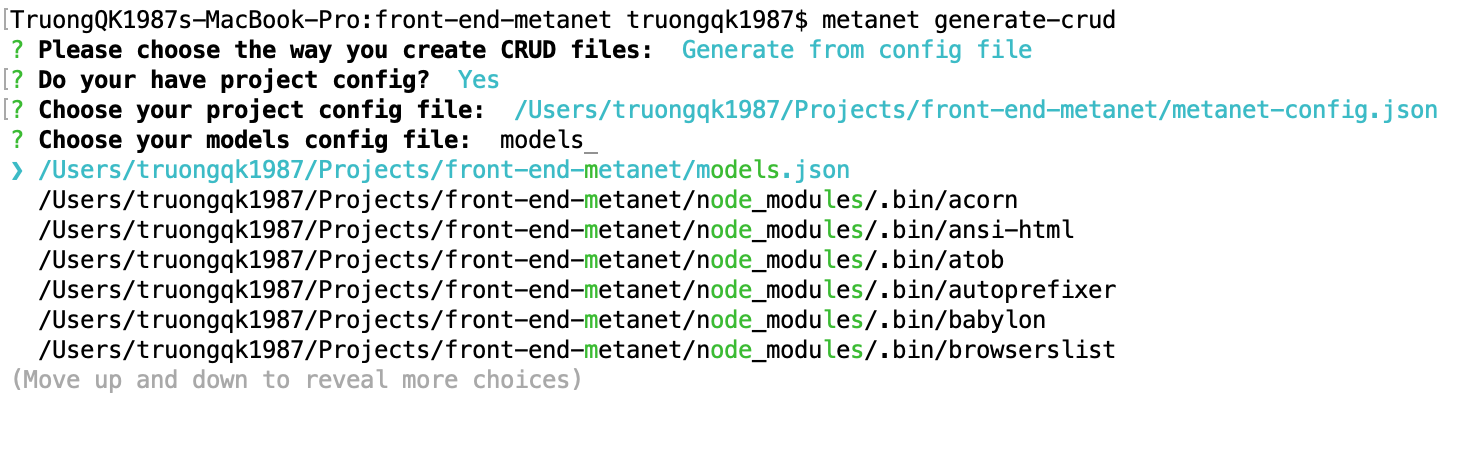 [TruongQK1987s-MacBook-Pro:front-end-metanet truongqk1987$ metanet generate-crud
? Please choose the way you create CRUD files:  Generate from config file
[? Do your have project config?  Yes
[? Choose your project config file:  /Users/truongqk1987/Projects/front-end-metanet/metanet-config.json
? Choose your models config file:  models_
❯ /Users/truongqk1987/Projects/front-end-metanet/models.json
/Users/truongqk1987/Projects/front-end-metanet/node_modules/.bin/acorn
/Users/truongqk1987/Projects/front-end-metanet/node_modules/.bin/ansi-html
/Users/truongqk1987/Projects/front-end-metanet/node_modules/.bin/atob
/Users/truongqk1987/Projects/front-end-metanet/node_modules/.bin/autoprefixer
/Users/truongqk1987/Projects/front-end-metanet/node_modules/.bin/babylon
/Users/truongqk1987/Projects/front-end-metanet/node_modules/.bin/browserslist
(Move up and down to reveal more choices)